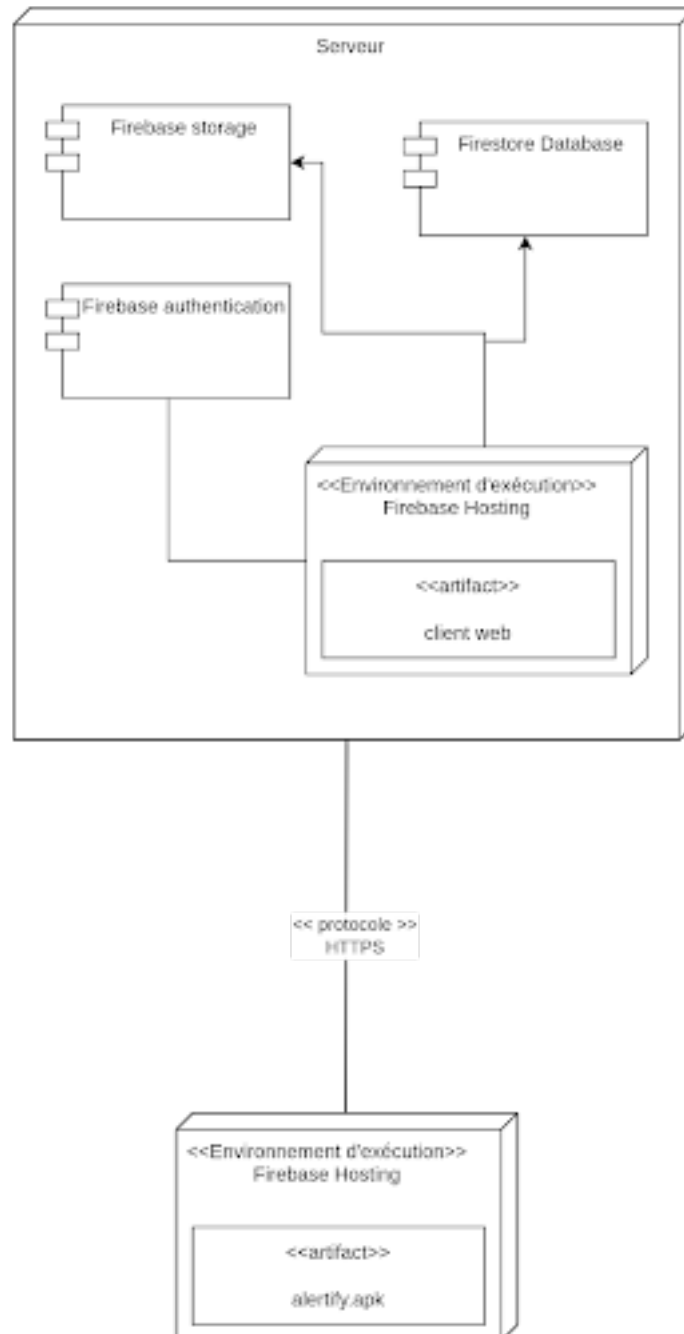 Serveur
Firebase storage
Firestore Database
Firebase authentication
<<Environnement d'exécution>>
Firebase Hosting
<<artifact>>
client web
<< protocole >>
HTTPS
<<Environnement d'exécution>>
Firebase Hosting
<<artifact>>
alertify.apk